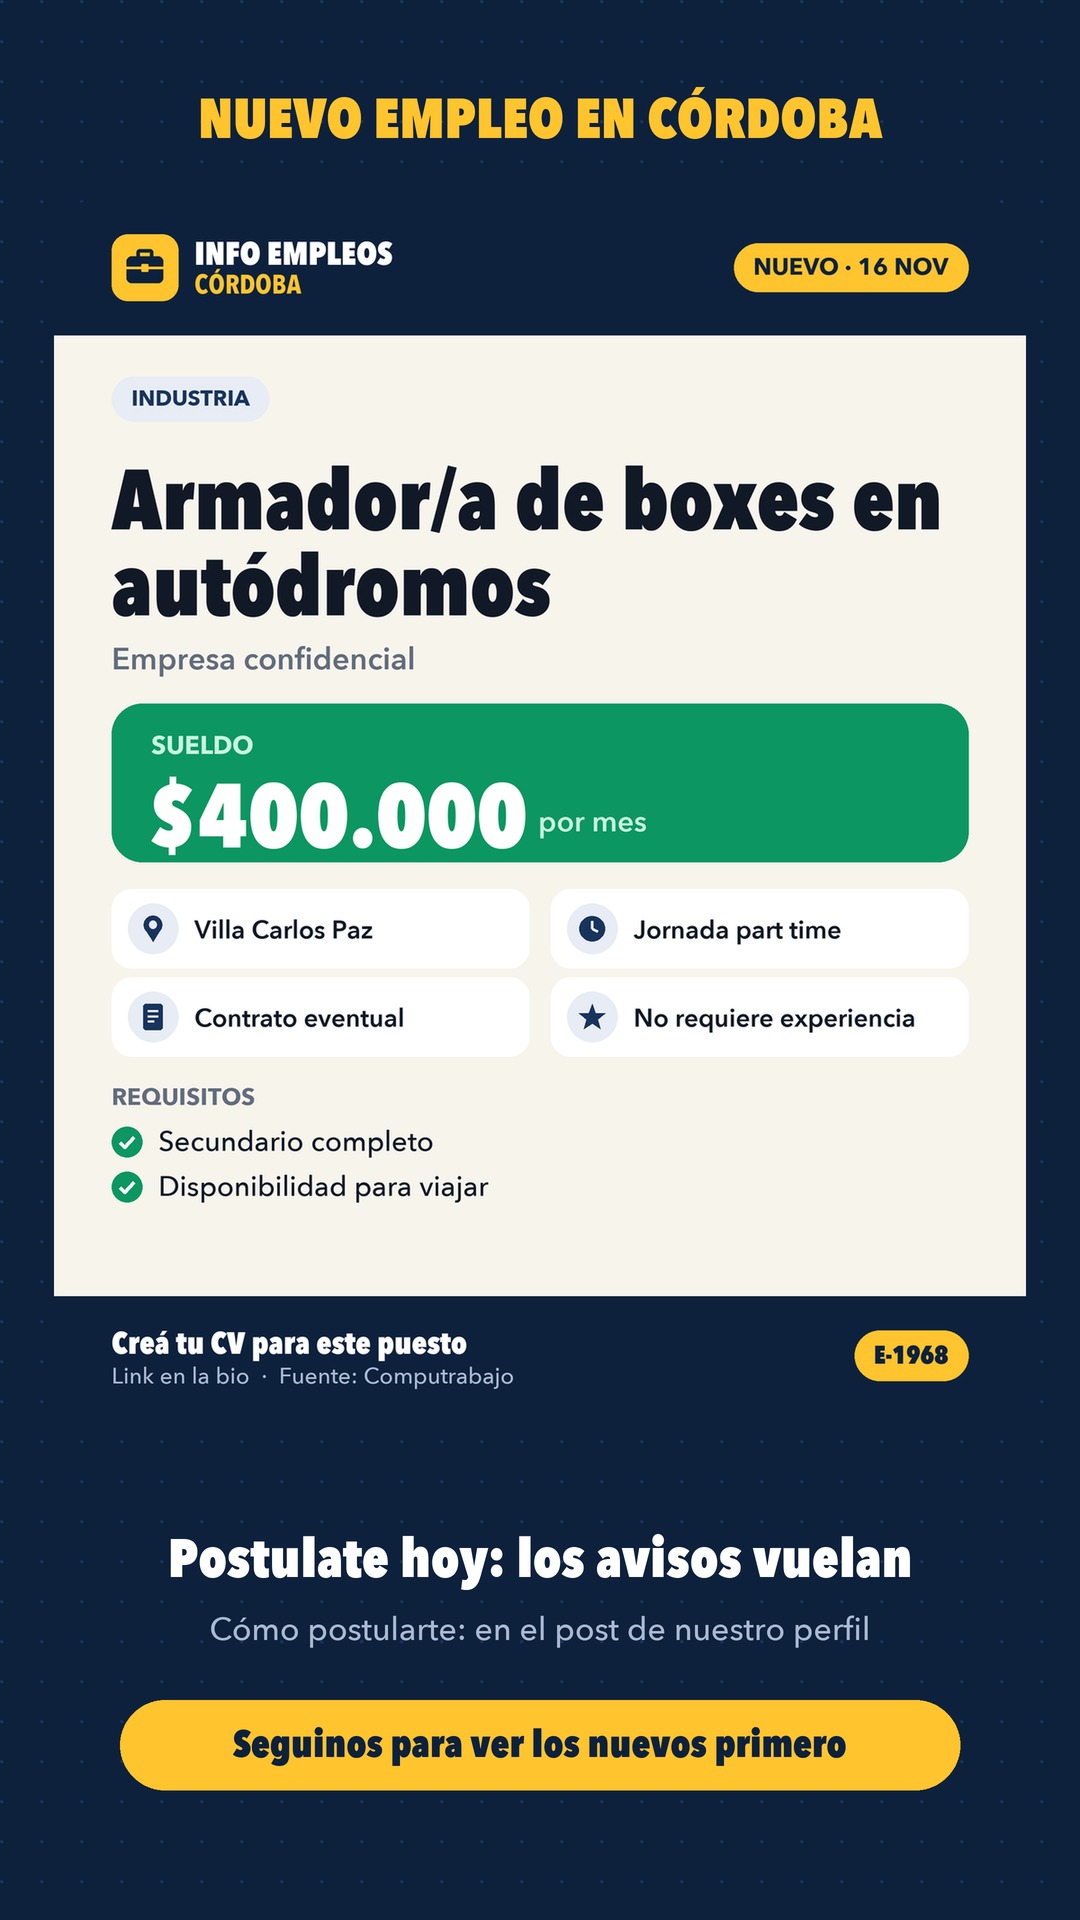 NUEVO EMPLEO EN CÓRDOBA
INFO EMPLEOS
CÓRDOBA
NUEVO · 16 NOV
INDUSTRIA
Armador/a de boxes en
autódromos
Empresa confidencial
SUELDO
$400.000 por mes
Villa Carlos Paz
Jornada part time
Contrato eventual
No requiere experiencia
REQUISITOS
Secundario completo
Disponibilidad para viajar
Creá tu CV para este puesto
Link en la bio · Fuente: Computrabajo
E-1968
Postulate hoy: los avisos vuelan
Cómo postularte: en el post de nuestro perfil
Seguinos para ver los nuevos primero